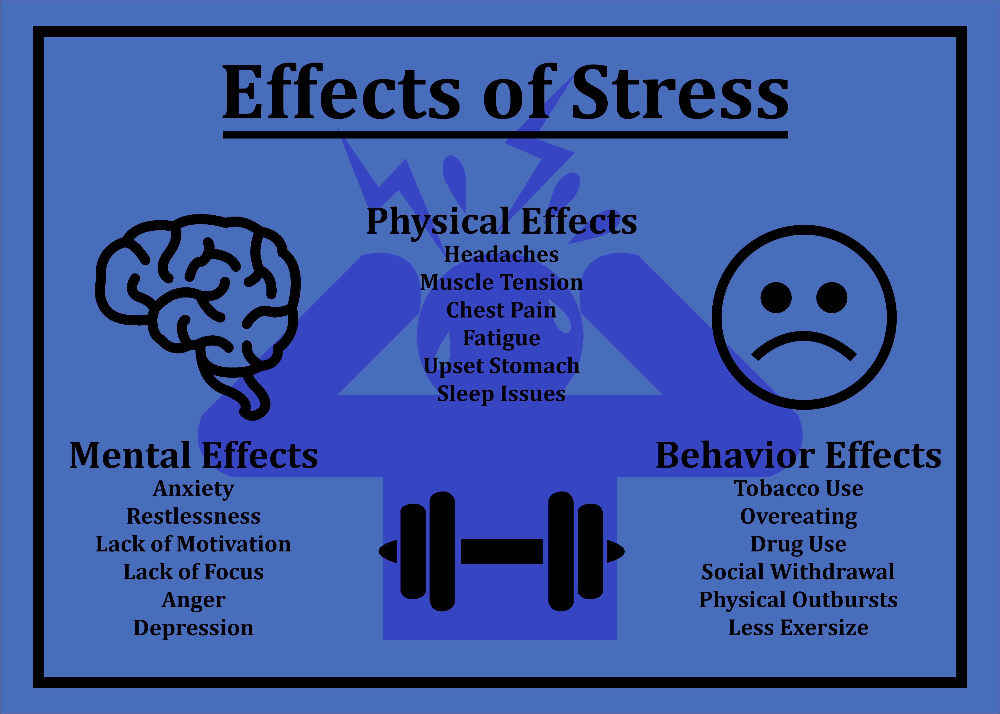 Effects of Stress
Physical Effects
Headaches
Muscle Tension
Chest Pain
Fatigue
Upset Stomach
Sleep Issues
Mental Effects
Anxiety
Restlessness
Lack of Motivation
Lack of Focus
Anger
Depression
Behavior Effects
Tobacco Use
Overeating
Drug Use
Social Withdrawal
Physical Outbursts
Less Exersize